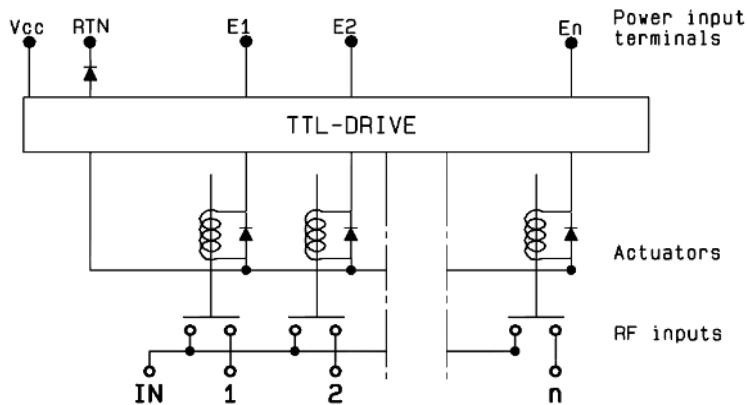 Vcc RTN E1 E2 En Power input
terminals
TTL-DRIVE
Actuators
RF inputs
IN 1 2 n